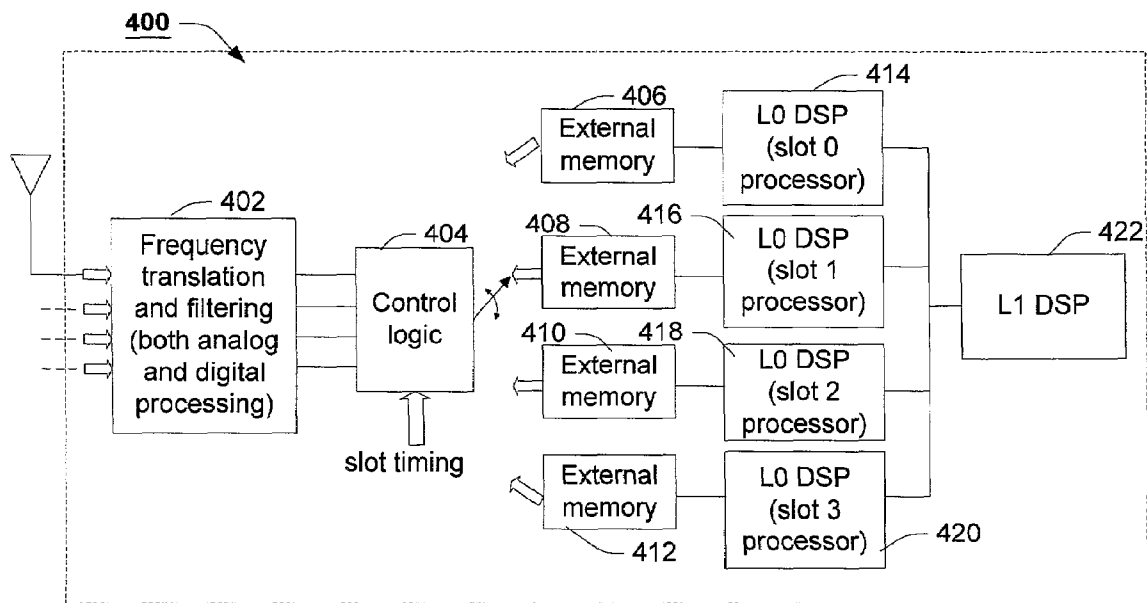 400
402
Frequency
translation
and filtering
(both analog
and digital
processing)
404
Control
logic
slot timing
406
External
memory
408
External
memory
410
External
memory
External
memory
412
414
L0 DSP
(slot 0
processor)
416
L0 DSP
(slot 1
processor)
418
L0 DSP
(slot 2
processor)
L0 DSP
(slot 3
processor)
420
422
L1 DSP